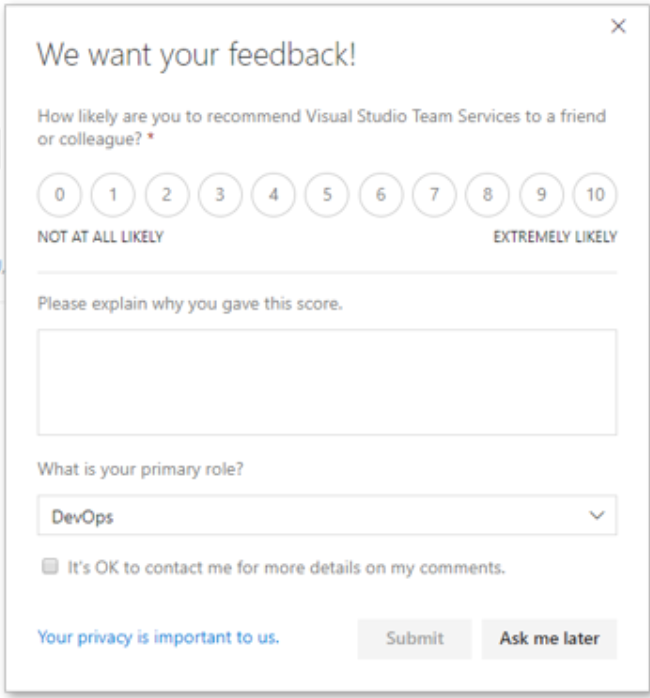 We want your feedback!
How likely are you to recommend Visual Studio Team Services to a friend
or colleague? *
0 1 2 3 4 5 6 7 8 9 10
NOT AT ALL LIKELY EXTREMELY LIKELY
Please explain why you gave this score.
What is your primary role?
DevOps
It's OK to contact me for more details on my comments.
Your privacy is important to us. Submit Ask me later